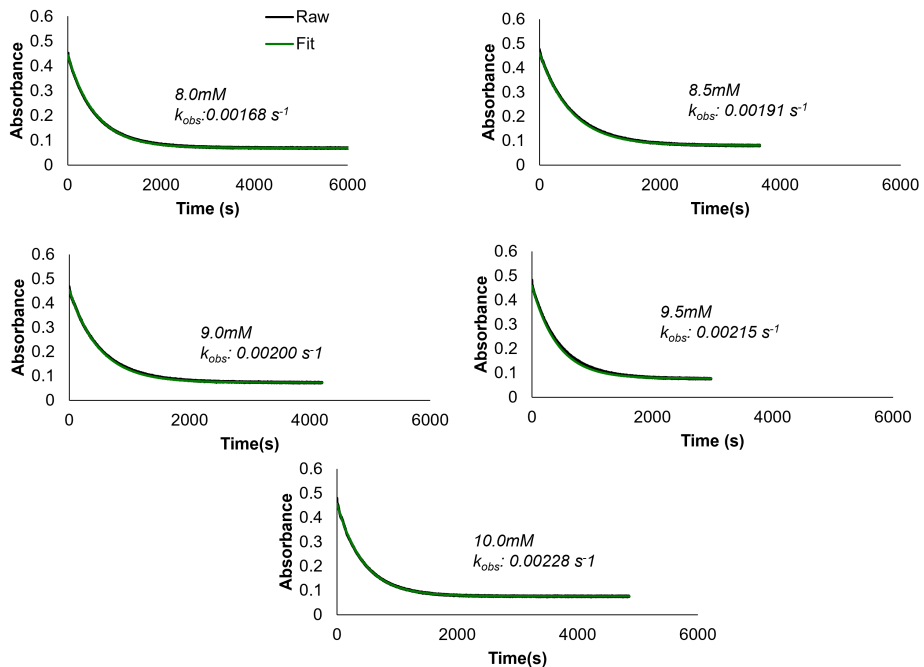 Raw
Fit
Absorbance
0.6
0.5
0.4
0.3
0.2
0.1
0
8.0mM
kobs:0.00168 s-1
0
2000
4000
6000
Time (s)
Absorbance
0.6
0.5
0.4
0.3
0.2
0.1
0
8.5mM
kobs: 0.00191 s-1
0
2000
4000
6000
Time(s)
Absorbance
0.6
0.5
0.4
0.3
0.2
0.1
0
9.0mM
kobs: 0.00200 s-1
0
2000
4000
6000
Time(s)
Absorbance
0.6
0.5
0.4
0.3
0.2
0.1
0
9.5mM
kobs: 0.00215 s-1
0
2000
4000
6000
Time (s)
Absorbance
0.6
0.5
0.4
0.3
0.2
0.1
0
10.0mM
kobs: 0.00228 s-1
0
2000
4000
6000
Time(s)